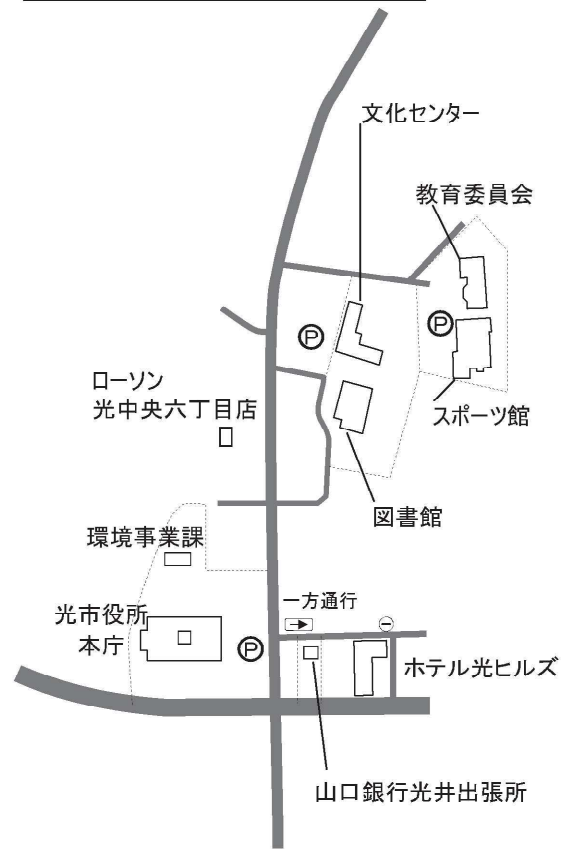 文化センター
教育委員会
P
P
ローソン
光中央六丁目店
スポーツ館
図書館
環境事業課
一方通行
光市役所
本庁
P
ホテル光ヒルズ
山口銀行光井出張所